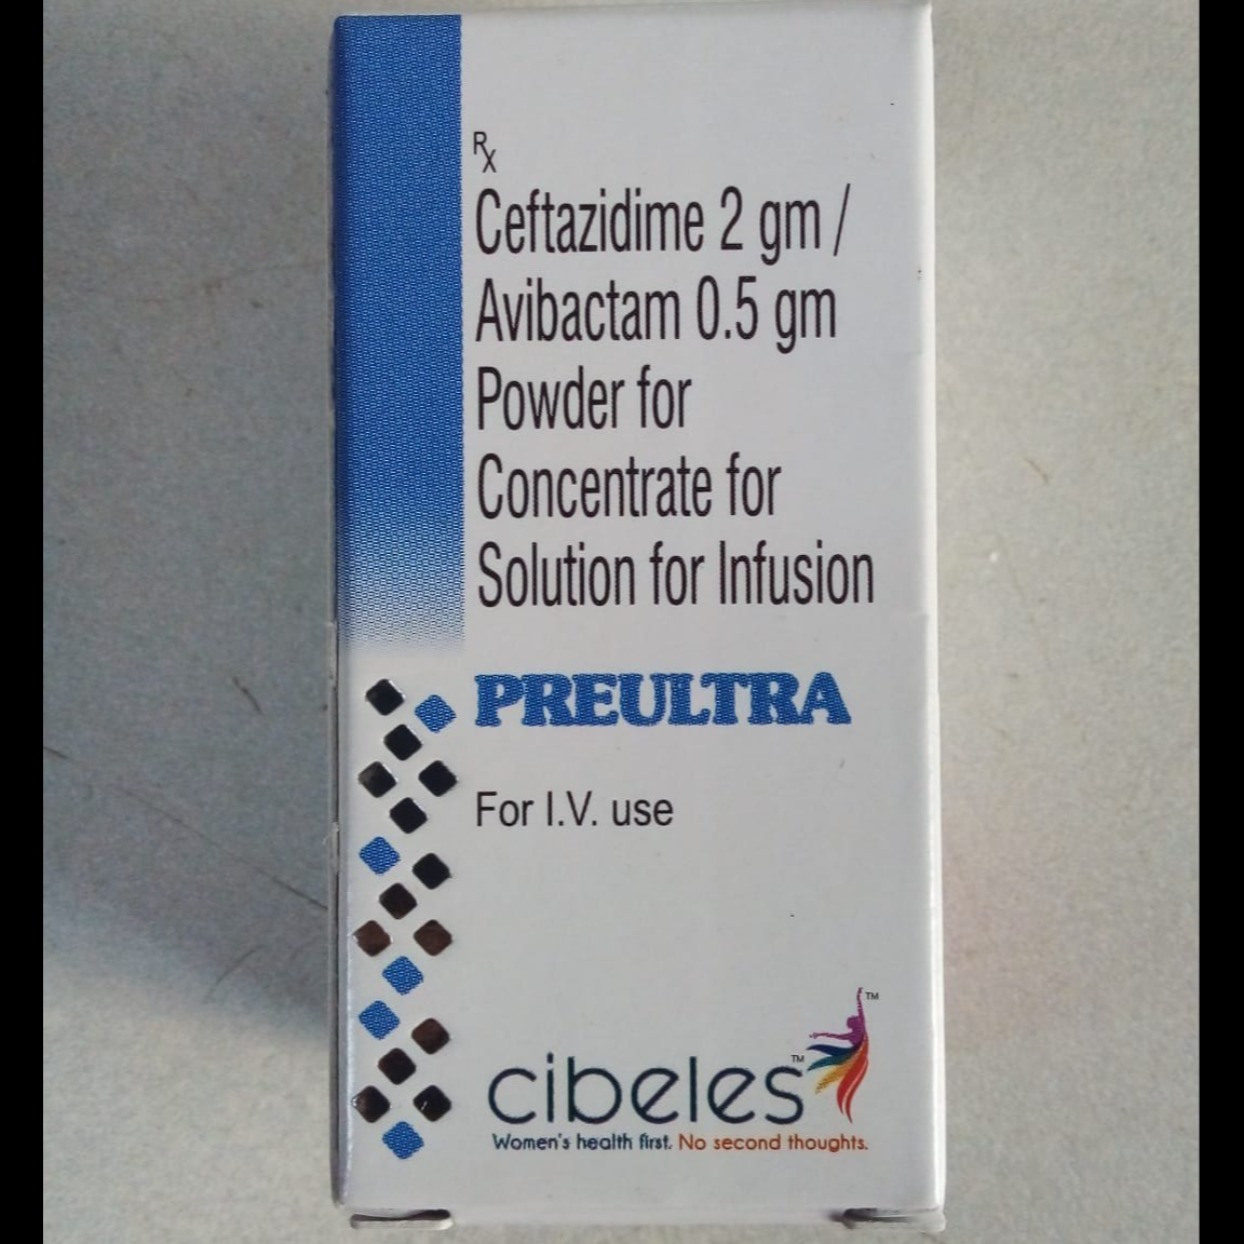 Rx
Ceftazidime 2 gm /
Avibactam 0.5 gm
Powder for
Concentrate for
Solution for Infusion
PREULTRA
For I.V. use
cibeles™ ™
Women's health first. No second thoughts.